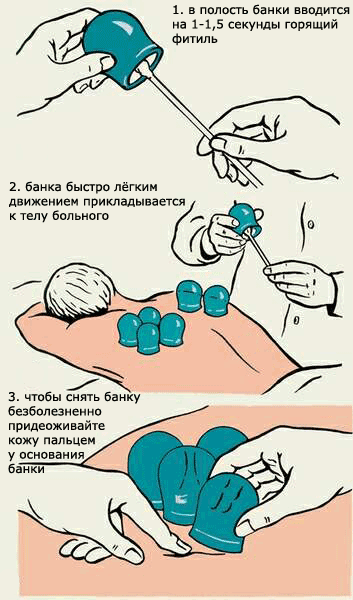 1. в полость банки вводится
на 1-1,5 секунды горящий
фитиль
2. банка быстро лёгким
движением прикладывается
к телу больного
3. чтобы снять банку
безболезненно
придеоживайте
кожу пальцем
у основания
банки